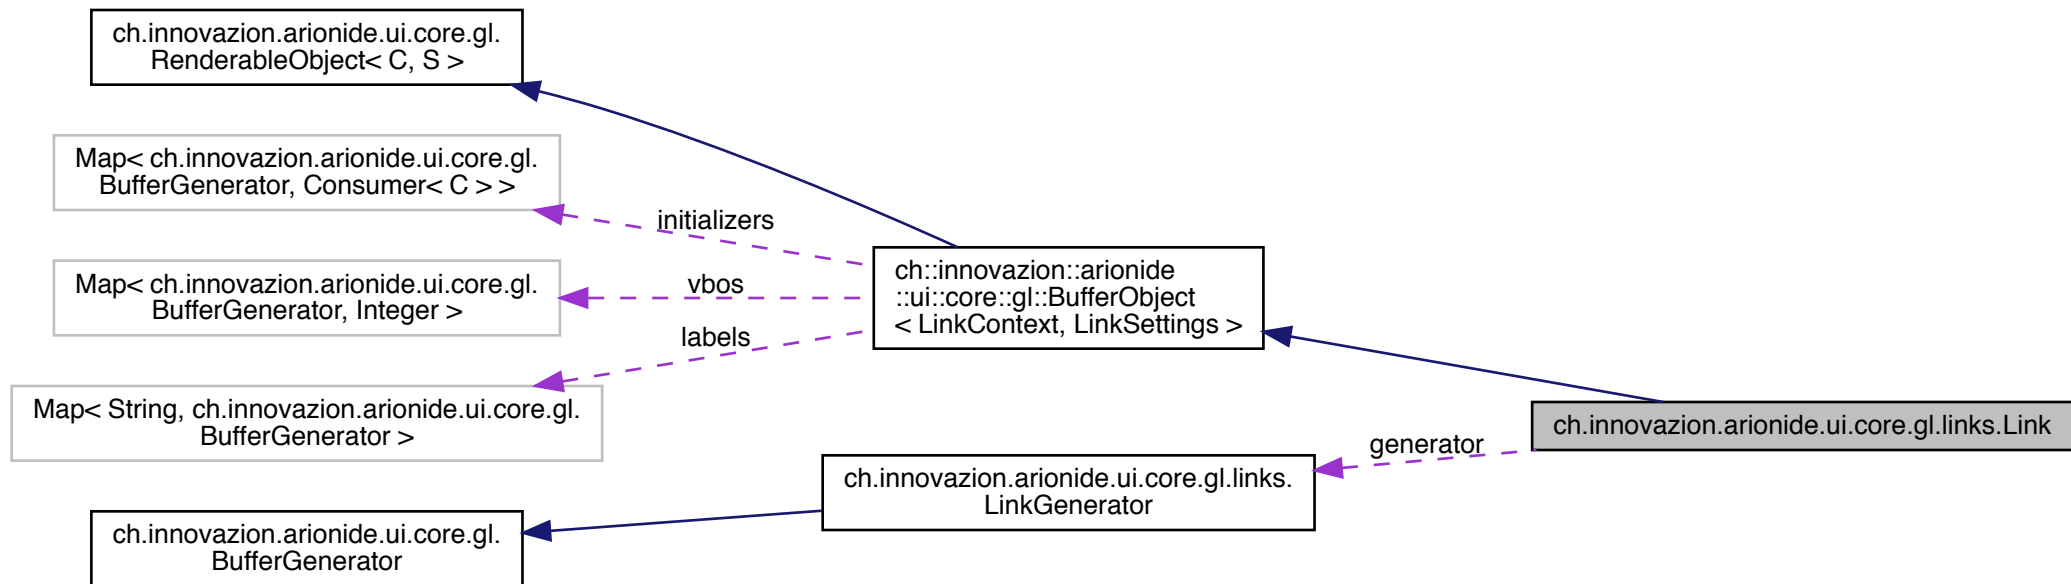 ch.innovazion.arionide.ui.core.gl.
RenderableObject< C, S >
Map< ch.innovazion.arionide.ui.core.gl.
BufferGenerator, Consumer< C > >
initializers
Map< ch.innovazion.arionide.ui.core.gl.
BufferGenerator, Integer >
vbos
ch::innovazion::arionide
::ui::core::gl::BufferObject
< LinkContext, LinkSettings >
labels
Map< String, ch.innovazion.arionide.ui.core.gl.
BufferGenerator >
ch.innovazion.arionide.ui.core.gl.links.Link
generator
ch.innovazion.arionide.ui.core.gl.links.
LinkGenerator
ch.innovazion.arionide.ui.core.gl.
BufferGenerator